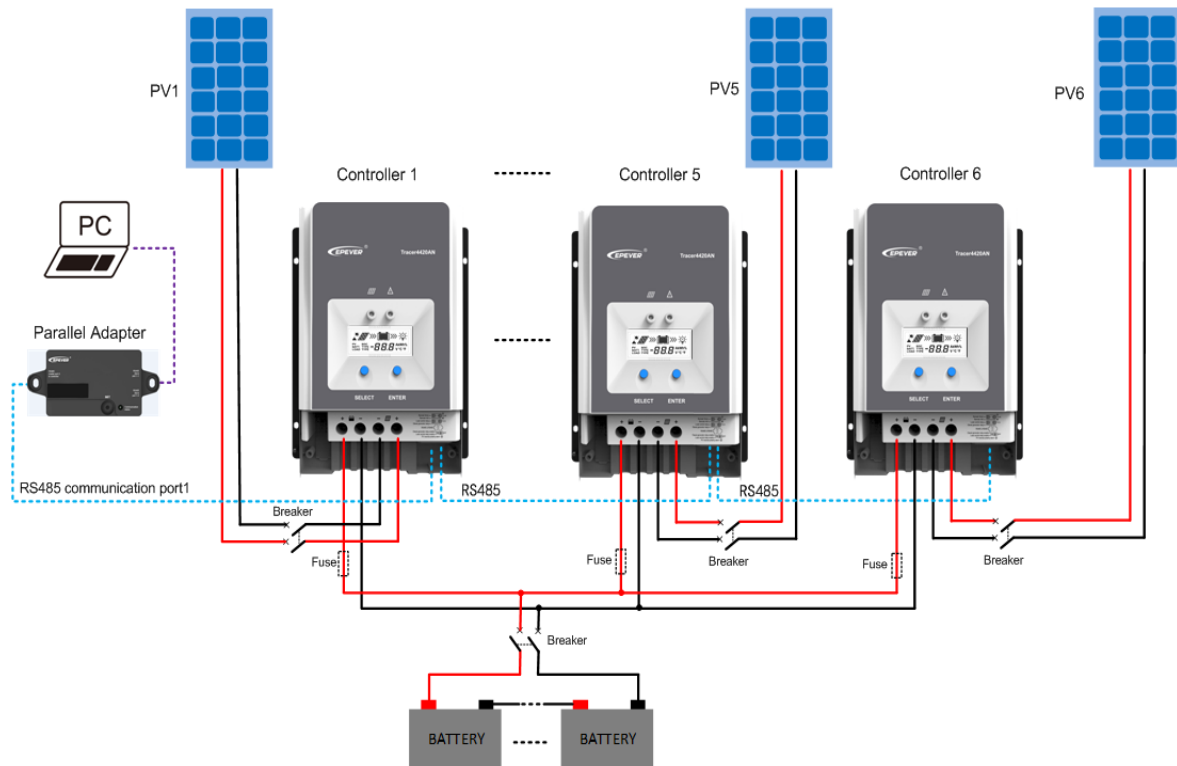 PV1
PV5
PV6
Controller 1
Controller 5
Controller 6
PC
Parallel Adapter
EPEVER
EPEVER
Tracer4420AN
SELECT ENTER
EPEVER
Tracer4420AN
SELECT ENTER
EPEVER
Tracer4420AN
SELECT ENTER
RS485 communication port1
RS485
RS485
Breaker
Fuse
Fuse
Breaker
Fuse
Breaker
Breaker
BATTERY
BATTERY